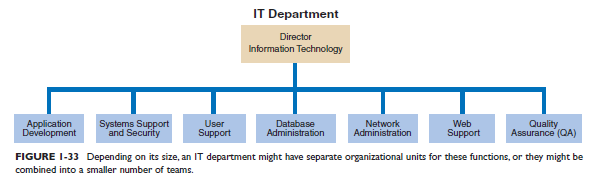 IT Department
Director
Information Technology
Application
Development
Systems Support
and Security
User
Support
Database
Administration
Network
Administration
Web
Support
Quality
Assurance (QA)
FIGURE 1-33 Depending on its size, an IT department might have separate organizational units for these functions, or they might be
combined into a smaller number of teams.